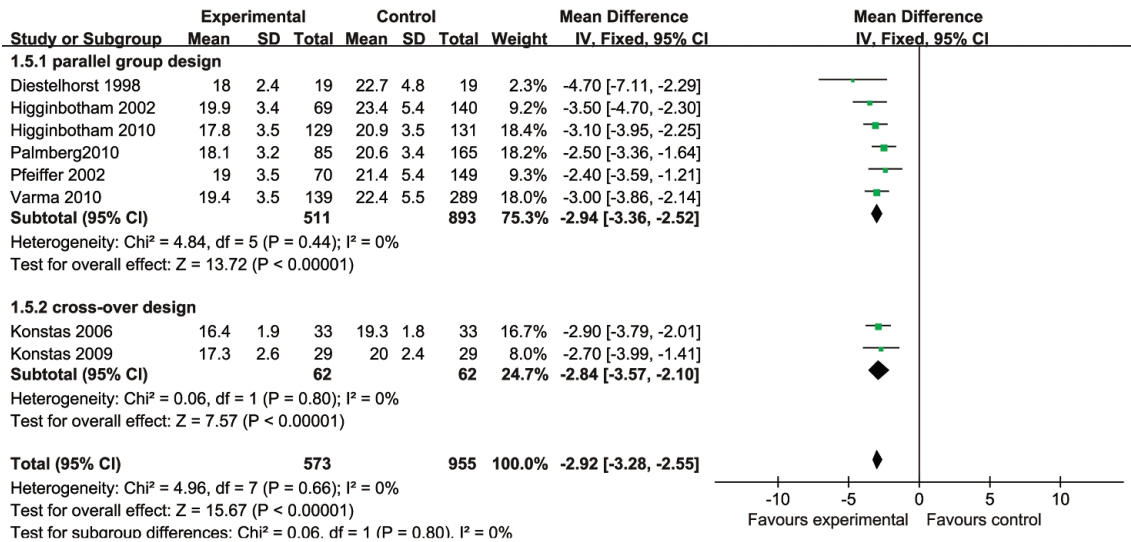 Experimental Control Mean Difference Mean Difference
Study or Subgroup Mean SD Total Mean SD Total Weight IV, Fixed, 95% CI IV, Fixed, 95% CI
1.5.1 parallel group design
Diestelhorst 1998 18 2.4 19 22.7 4.8 19 2.3% -4.70 [-7.11, -2.29]
Higginbotham 2002 19.9 3.4 69 23.4 5.4 140 9.2% -3.50 [-4.70, -2.30]
Higginbotham 2010 17.8 3.5 129 20.9 3.5 131 18.4% -3.10 [-3.95, -2.25]
Palmberg2010 18.1 3.2 85 20.6 3.4 165 18.2% -2.50 [-3.36, -1.64]
Pfeiffer 2002 19 3.5 70 21.4 5.4 149 9.3% -2.40 [-3.59, -1.21]
Varma 2010 19.4 3.5 139 22.4 5.5 289 18.0% -3.00 [-3.86, -2.14]
Subtotal (95% CI) 511 893 75.3% -2.94 [-3.36, -2.52]
Heterogeneity: Chi² = 4.84, df = 5 (P = 0.44); I² = 0%
Test for overall effect: Z = 13.72 (P < 0.00001)
1.5.2 cross-over design
Konstas 2006 16.4 1.9 33 19.3 1.8 33 16.7% -2.90 [-3.79, -2.01]
Konstas 2009 17.3 2.6 29 20 2.4 29 8.0% -2.70 [-3.99, -1.41]
Subtotal (95% CI) 62 62 24.7% -2.84 [-3.57, -2.10]
Heterogeneity: Chi² = 0.06, df = 1 (P = 0.80); I² = 0%
Test for overall effect: Z = 7.57 (P < 0.00001)
Total (95% CI) 573 955 100.0% -2.92 [-3.28, -2.55]
Heterogeneity: Chi² = 4.96, df = 7 (P = 0.66); I² = 0%
Test for overall effect: Z = 15.67 (P < 0.00001)
Test for subgroup differences: Chi² = 0.06, df = 1 (P = 0.80), I² = 0%
-10 -5 0 5 10
Favours experimental Favours control